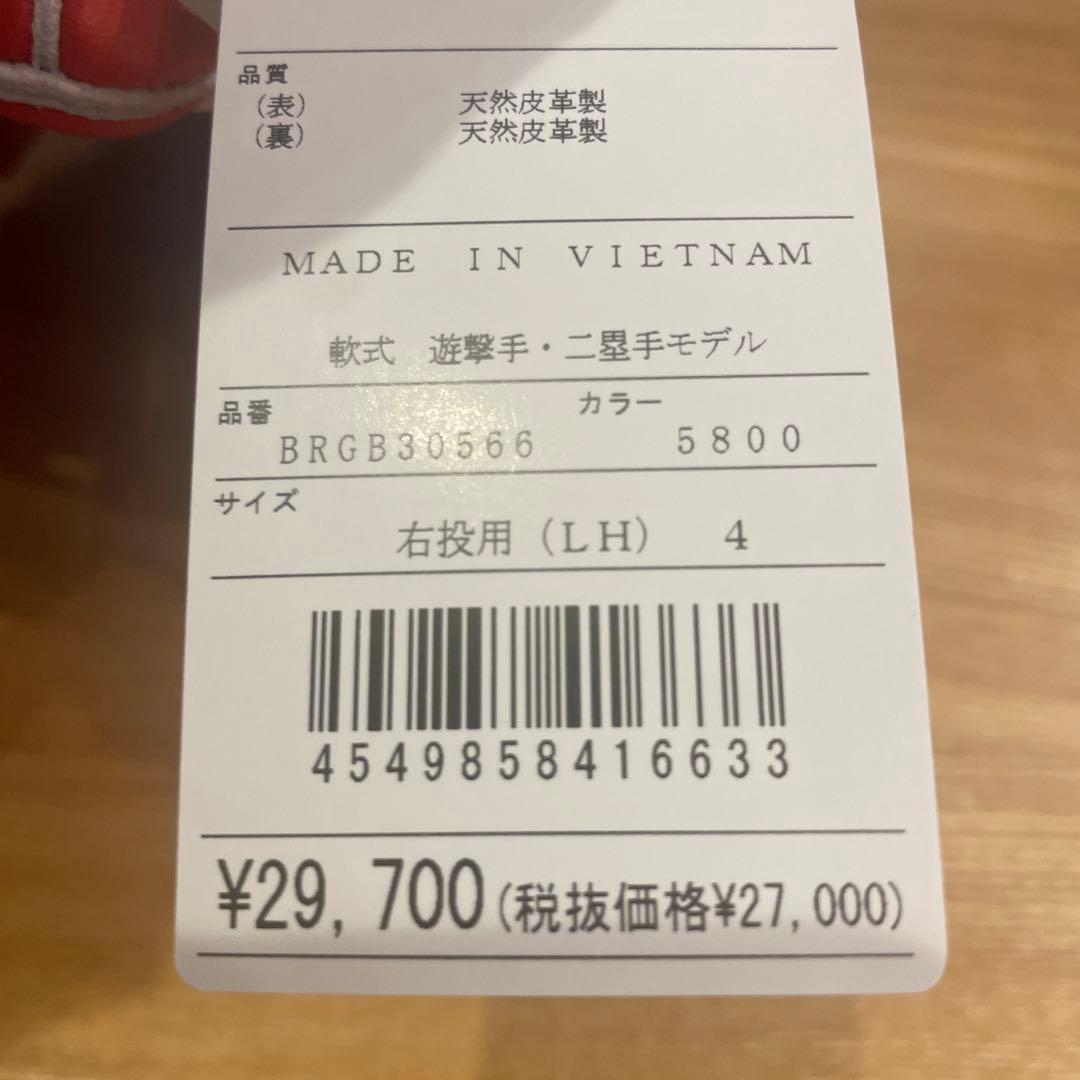 品質
（表） 天然皮革製
（裏） 天然皮革製
MADE IN VIETNAM
軟式 遊撃手・二塁手モデル
品番 カラー
BRGB30566 5800
サイズ
右投用（LH） 4
4549858416633
¥29,700(税抜価格¥27,000)